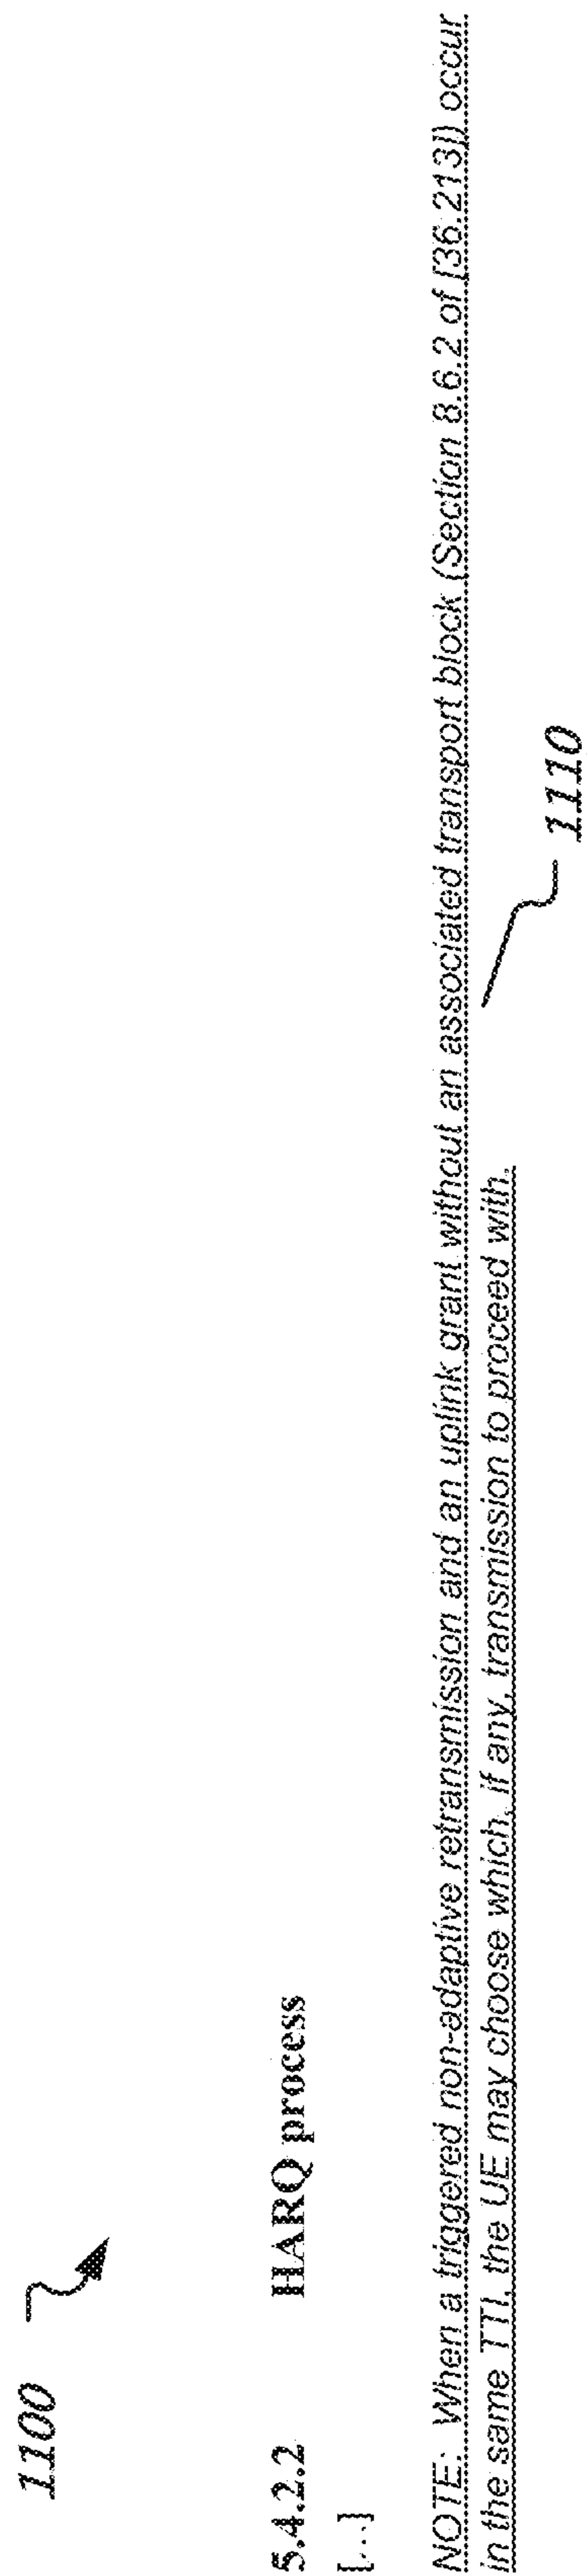 1100
5.4.2.2 HARQ process
[...]
NOTE: When a triggered non-adaptive retransmission and an uplink grant without an associated transport block (Section 8.6.2 of [36.213]) occur
in the same TTI, the UE may choose which, if any, transmission to proceed with.
1110